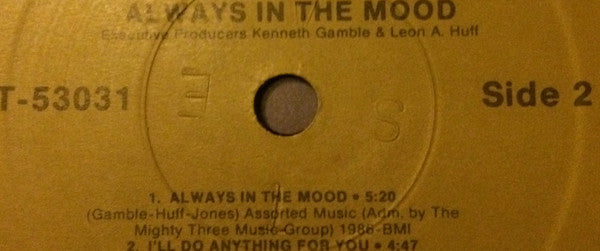 ALWAYS IN THE MOOD
Executive Producers Kenneth Gamble & Leon A. Huff
T-53031
Side 2
1. ALWAYS IN THE MOOD • 5:20
(Gamble-Huff-Jones) Assorted Music (Adm. by The
Mighty Three Music Group) 1986-BMI
2. I'LL DO ANYTHING FOR YOU • 4:47